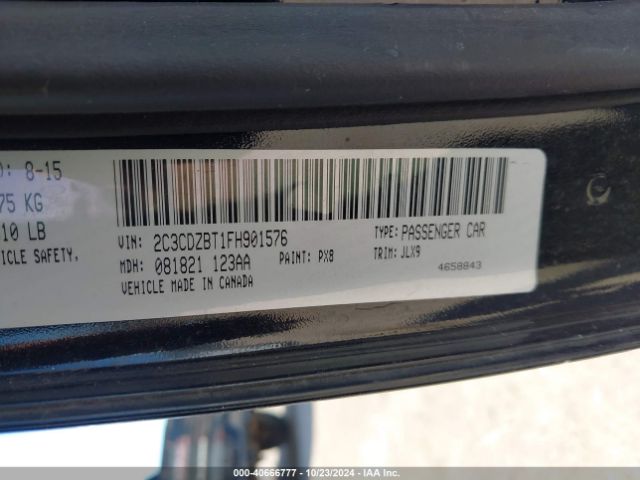 D: 8-15
75 KG
10 LB
HICLE SAFETY,
VIN: 2C3CDZBT1FH901576
TYPE: PASSENGER CAR
MDH: 081821 123AA
PAINT: PX8
TRIM: JLX9
VEHICLE MADE IN CANADA
4658843
000-40666777 - 10/23/2024 - IAA Inc.